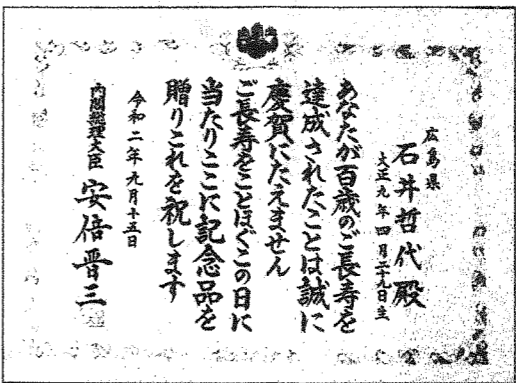 広島県
石井哲代殿
大正九年四月二十九日生
あなたが百歳のご長寿を
達成されたことは誠に
慶賀にたえません
ご長寿をことほぐこの日に
当たりここに記念品を
贈りこれを祝します
令和二年九月十五日
内閣総理大臣 安倍晋三